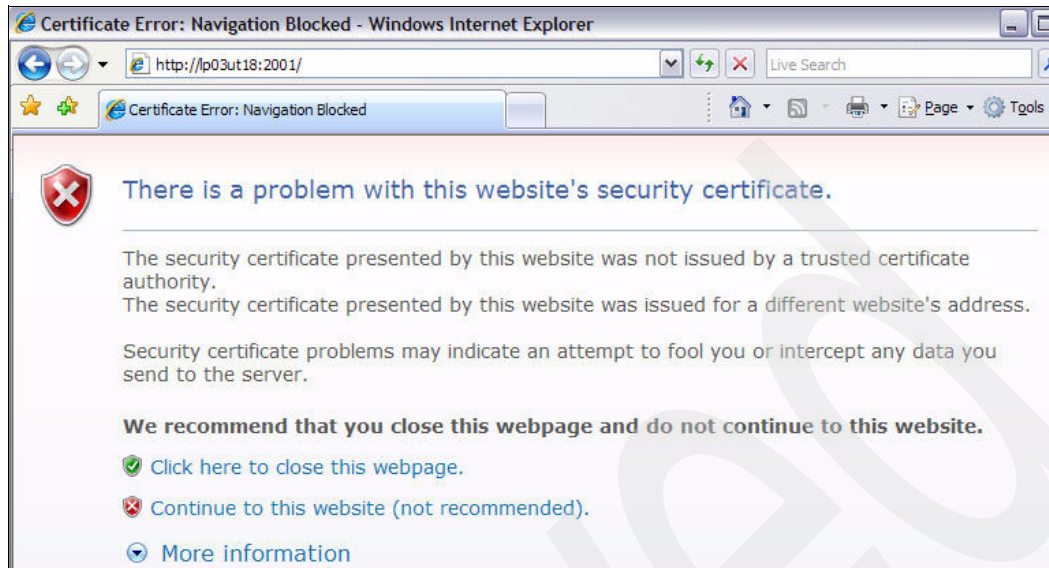 Certificate Error: Navigation Blocked - Windows Internet Explorer
http://lp03ut18:2001/
Live Search
Certificate Error: Navigation Blocked
Page
Tools
There is a problem with this website's security certificate.
The security certificate presented by this website was not issued by a trusted certificate
authority.
The security certificate presented by this website was issued for a different website's address.
Security certificate problems may indicate an attempt to fool you or intercept any data you
send to the server.
We recommend that you close this webpage and do not continue to this website.
Click here to close this webpage.
Continue to this website (not recommended).
More information